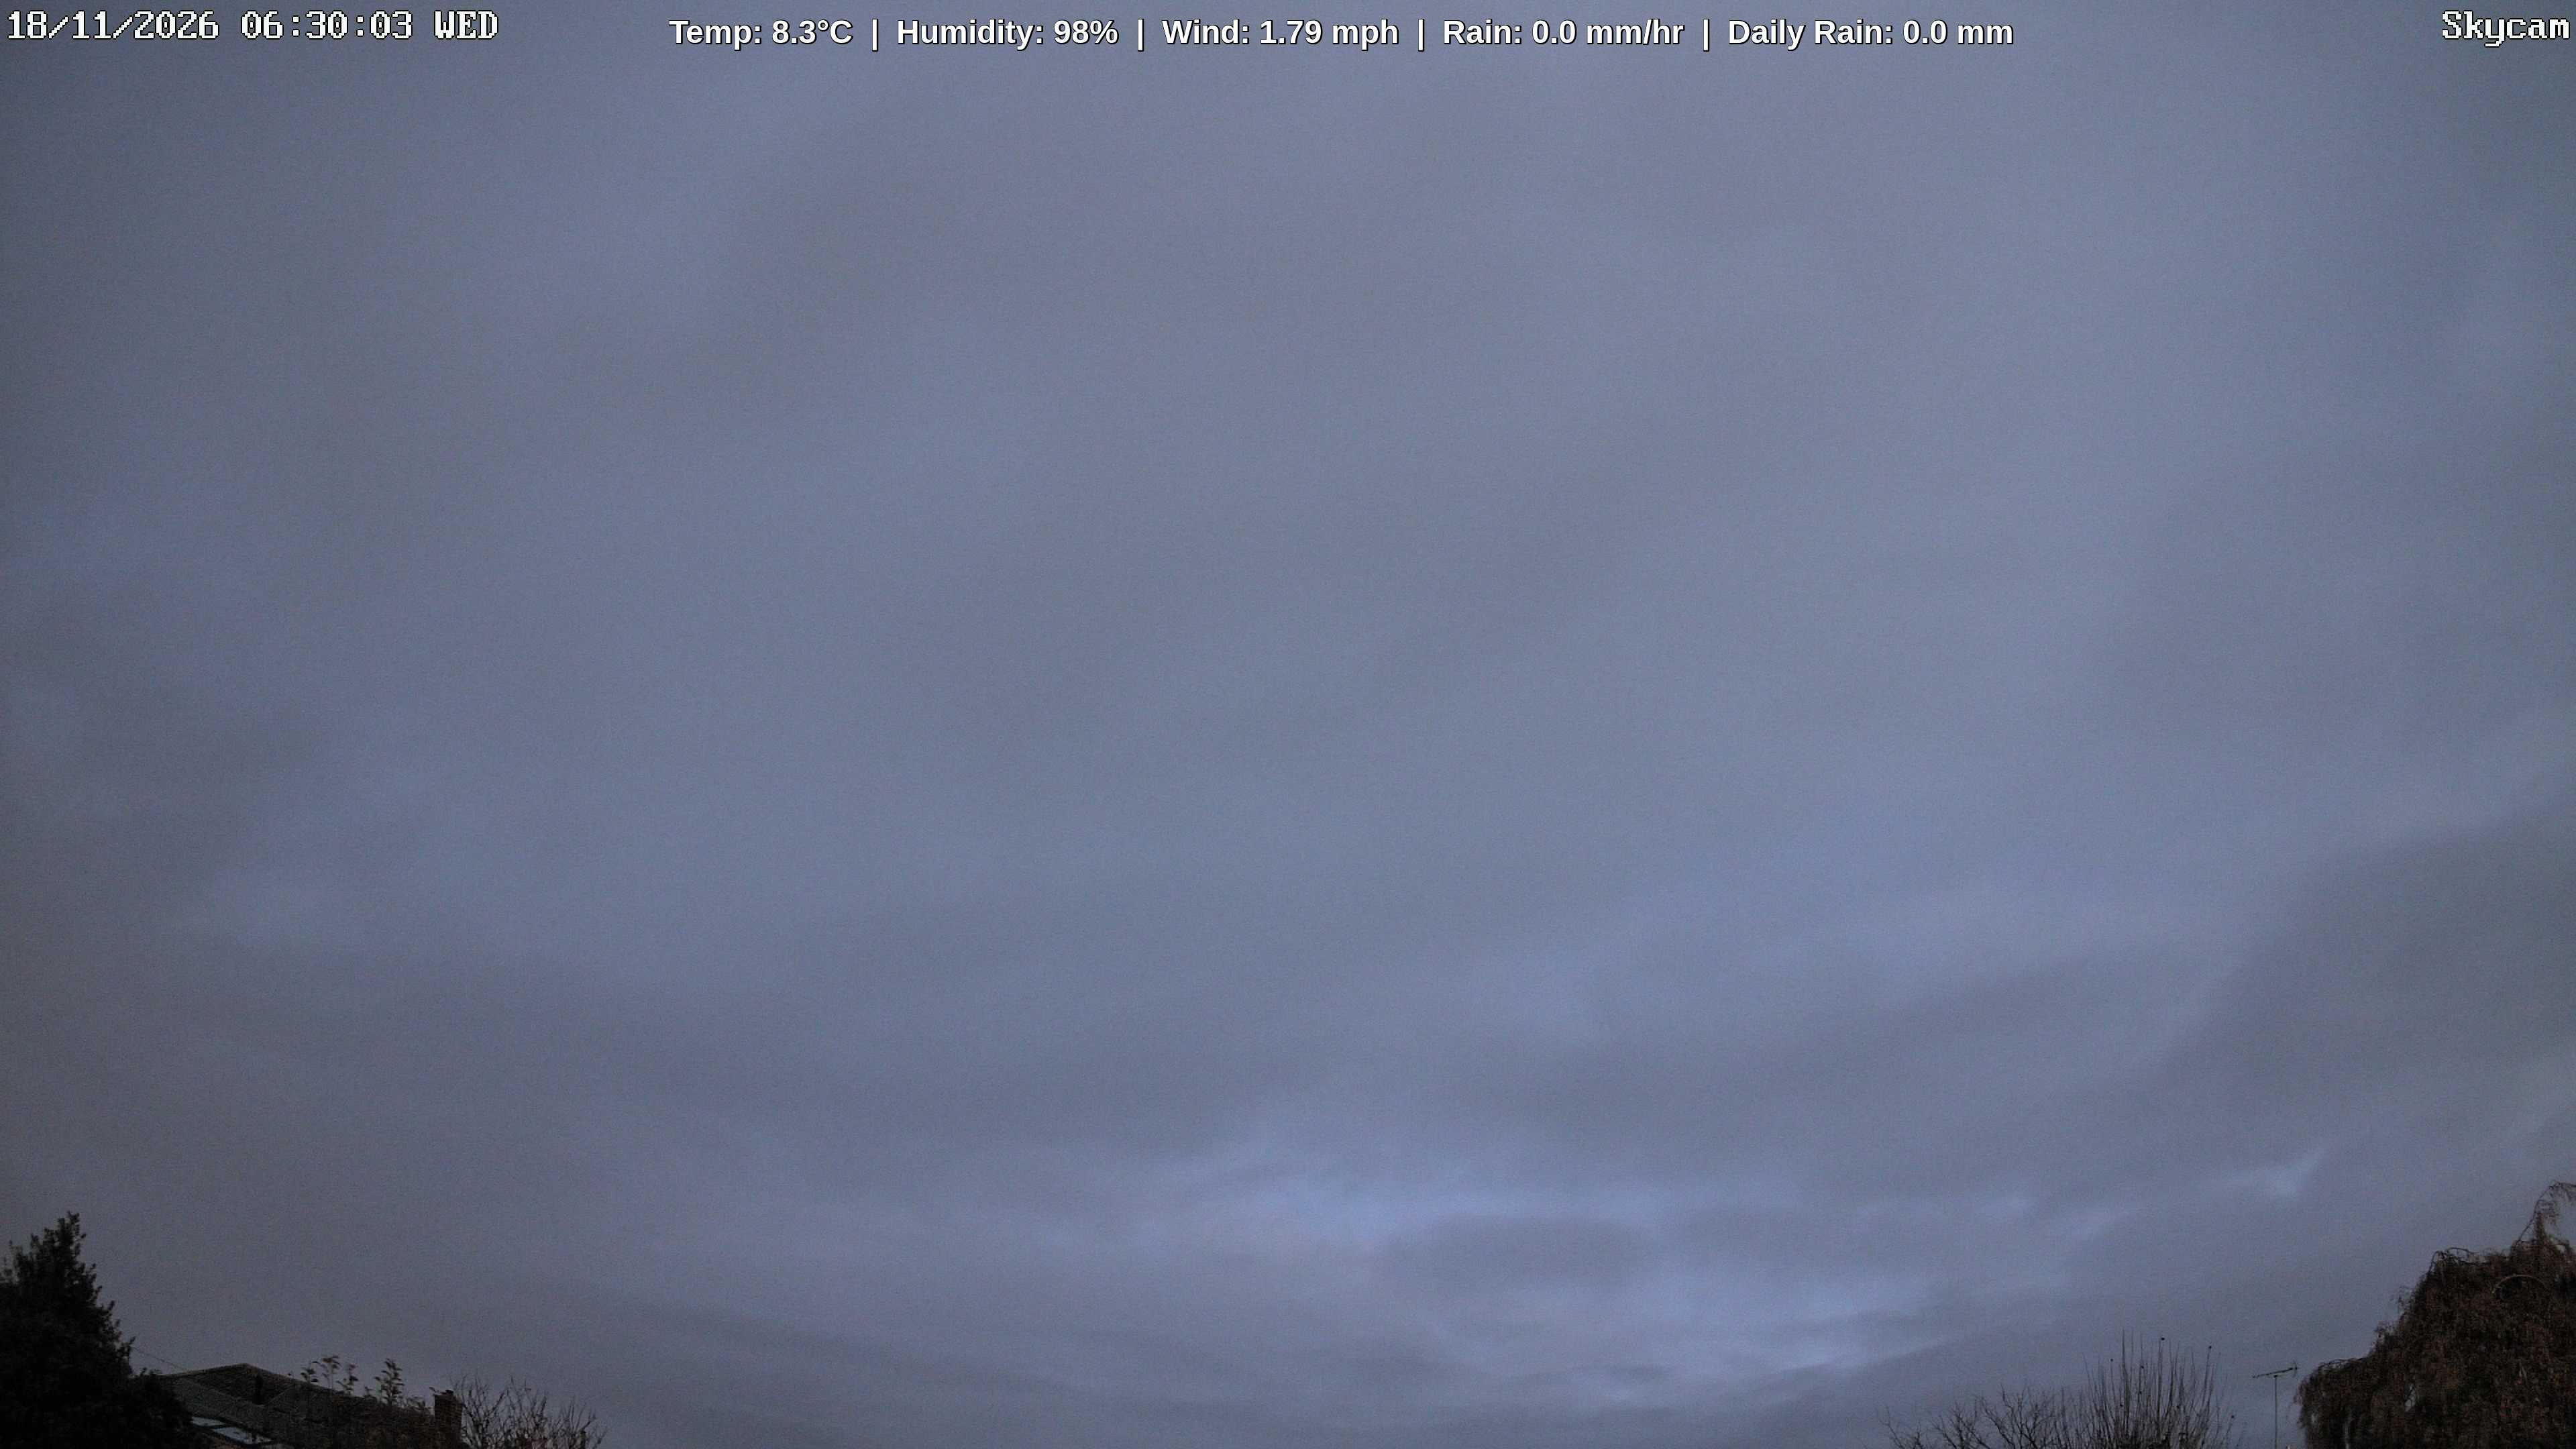 18/11/2026 06:30:03 WED
Temp: 8.3°C | Humidity: 98% | Wind: 1.79 mph | Rain: 0.0 mm/hr | Daily Rain: 0.0 mm
Skycam